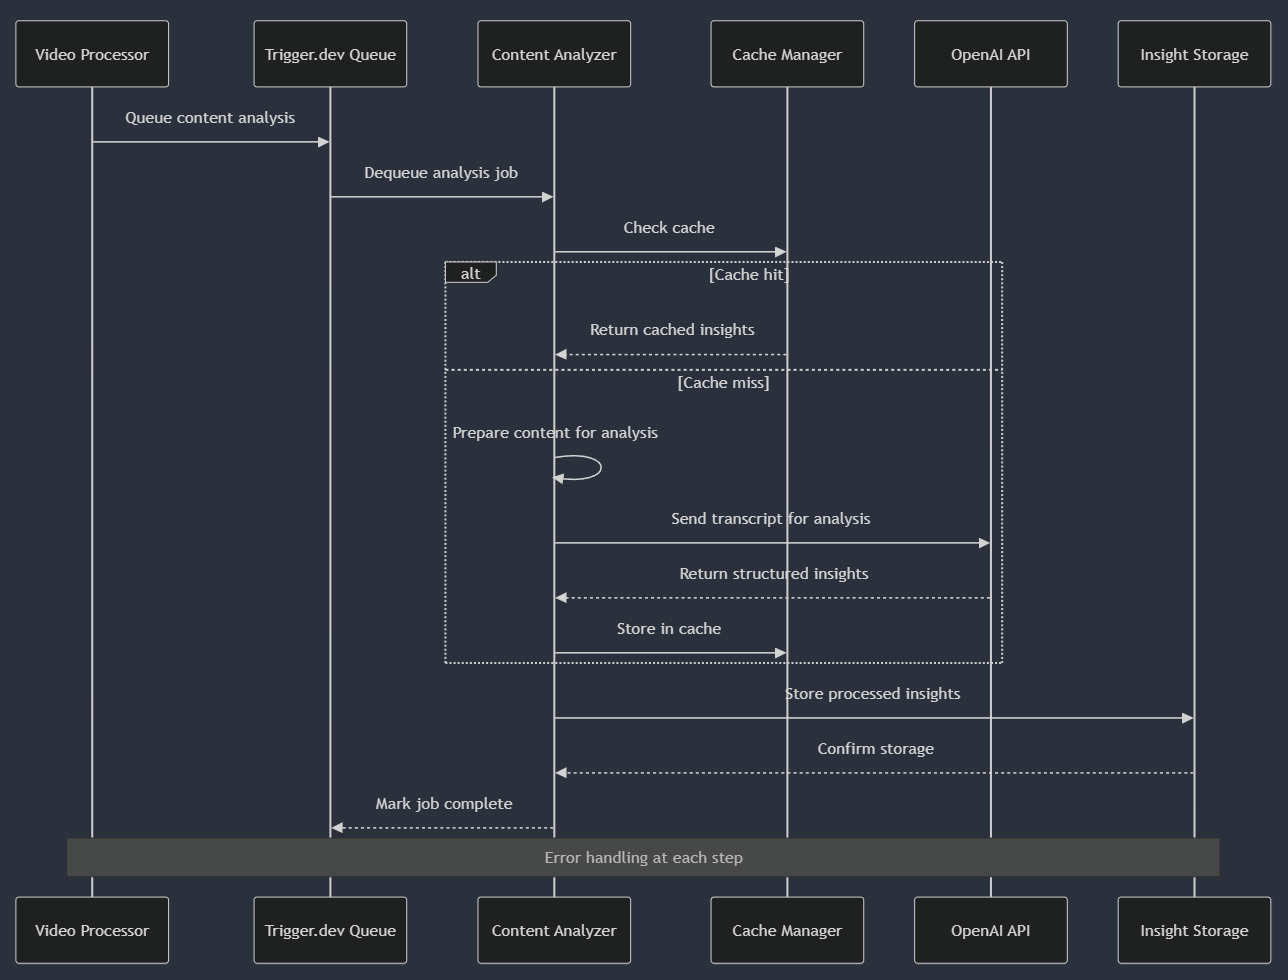 Video Processor
Trigger.dev Queue
Content Analyzer
Cache Manager
OpenAI API
Insight Storage
Queue content analysis
Dequeue analysis job
Check cache
alt
[Cache hit]
Return cached insights
[Cache miss]
Prepare content for analysis
Send transcript for analysis
Return structured insights
Store in cache
Store processed insights
Confirm storage
Mark job complete
Error handling at each step
Video Processor
Trigger.dev Queue
Content Analyzer
Cache Manager
OpenAI API
Insight Storage